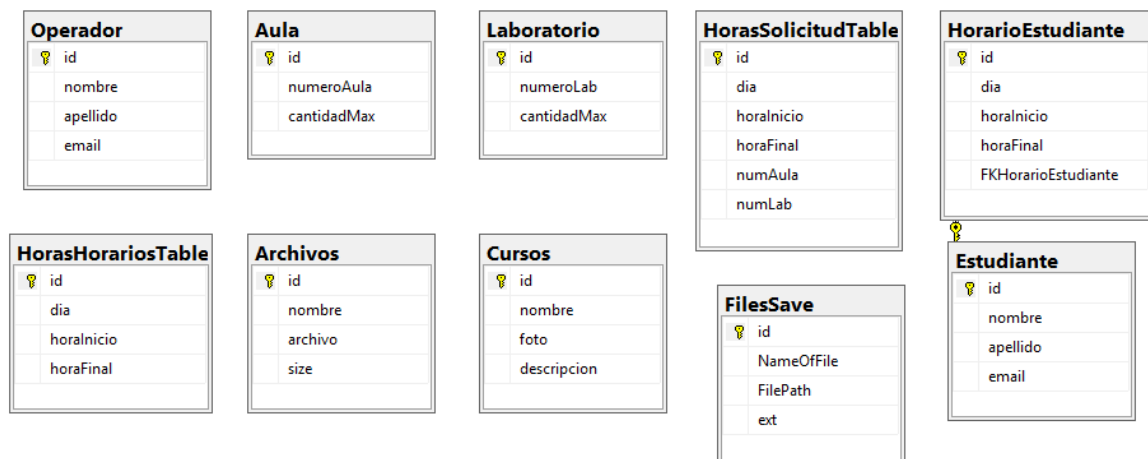 Operador
id
nombre
apellido
email
Aula
id
numeroAula
cantidadMax
Laboratorio
id
numeroLab
cantidadMax
HorasSolicitudTable
id
dia
horaInicio
horaFinal
numAula
numLab
HorarioEstudiante
id
dia
horaInicio
horaFinal
FKHorarioEstudiante
HorasHorariosTable
id
dia
horaInicio
horaFinal
Archivos
id
nombre
archivo
size
Cursos
id
nombre
foto
descripcion
FilesSave
id
NameOfFile
FilePath
ext
Estudiante
id
nombre
apellido
email